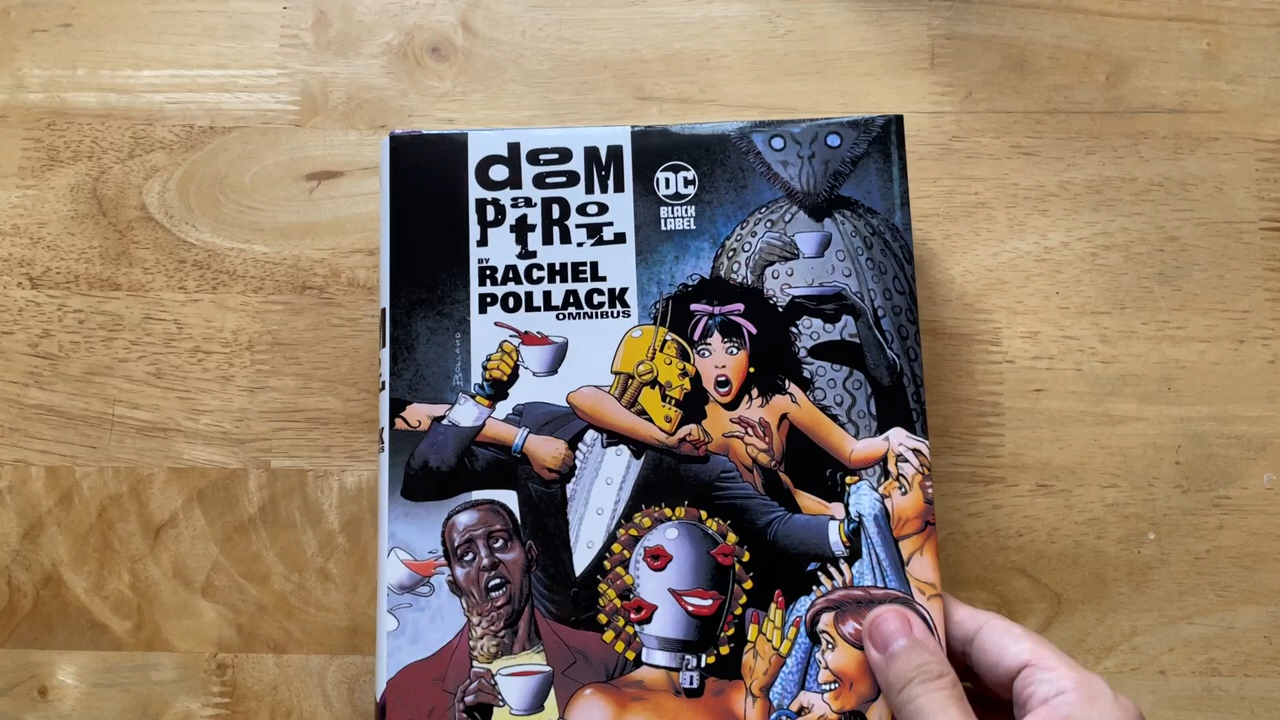 dooM
PatRoL
BY
RACHEL
POLLACK
OMNIBUS
DC
BLACK
LABEL
BOLLAND